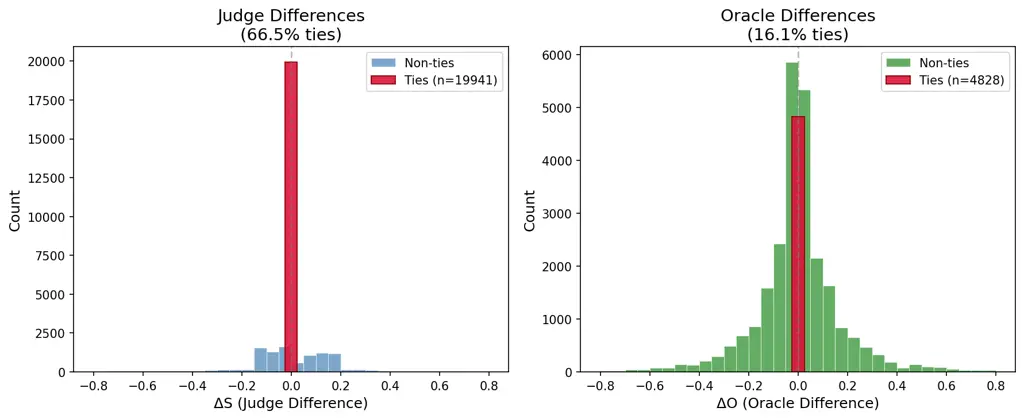 Judge Differences
(66.5% ties)
Non-ties
Ties (n=19941)
20000
17500
15000
12500
10000
7500
5000
2500
0
Count
−0.8 −0.6 −0.4 −0.2 0.0 0.2 0.4 0.6 0.8
ΔS (Judge Difference)
Oracle Differences
(16.1% ties)
Non-ties
Ties (n=4828)
6000
5000
4000
3000
2000
1000
0
Count
−0.8 −0.6 −0.4 −0.2 0.0 0.2 0.4 0.6 0.8
ΔO (Oracle Difference)